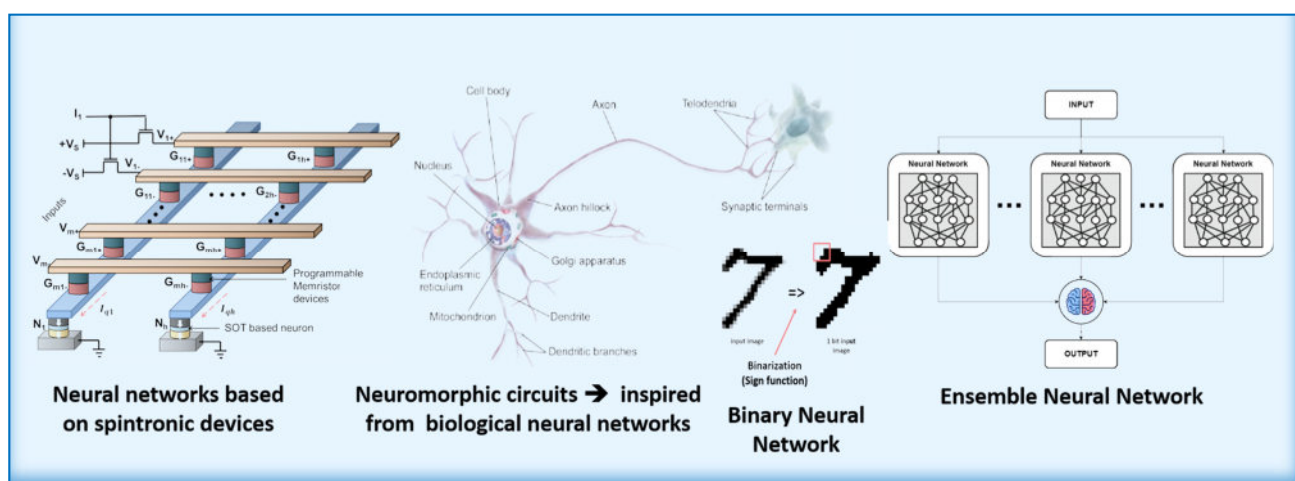 I1
+VS
-VS
V1+
V1-
G11+
G1h+
G11-
G2h-
Inputs
Vm+
Gm1+
Gmh+
Vm-
Gm1-
Gmh-
Programmable
Memristor
devices
Iq1
Iqh
N1
Nh
SOT based neuron
Neural networks based
on spintronic devices
Cell body
Axon
Telodendria
Nucleus
Axon hillock
Synaptic terminals
Golgi apparatus
Endoplasmic
reticulum
Mitochondrion
Dendrite
Dendritic branches
Neuromorphic circuits ➔ inspired
from biological neural networks
=>
input image
1 bit input
image
Binarization
(Sign function)
Binary Neural
Network
INPUT
Neural Network
Neural Network
Neural Network
OUTPUT
Ensemble Neural Network